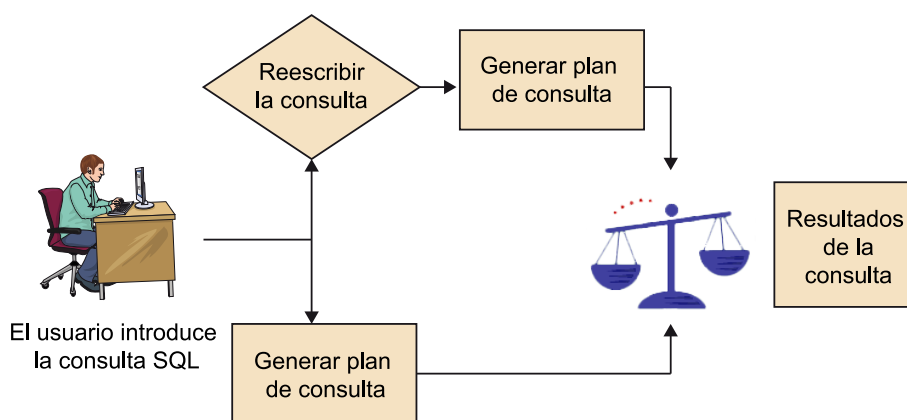 Reescribir
la consulta
Generar plan
de consulta
Resultados
de la
consulta
El usuario introduce
la consulta SQL
Generar plan
de consulta